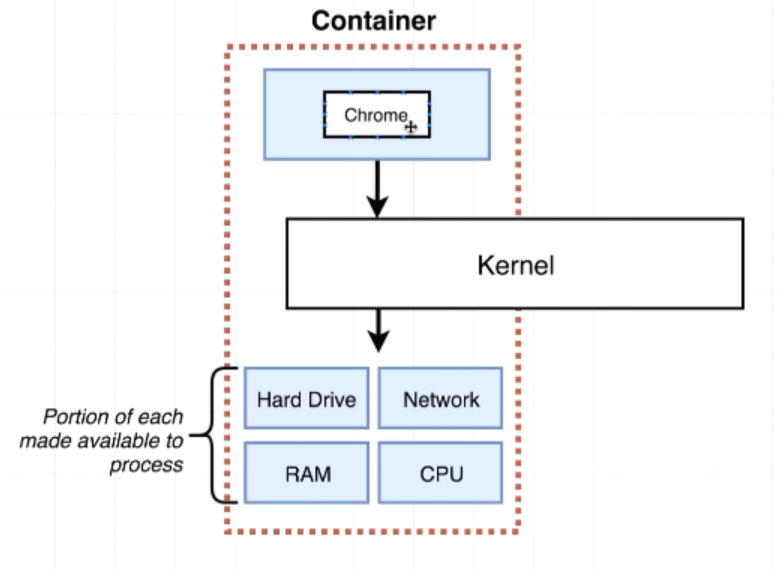 Container
Chrome
Kernel
Hard Drive
Network
Portion of each
made available to
process
RAM
CPU